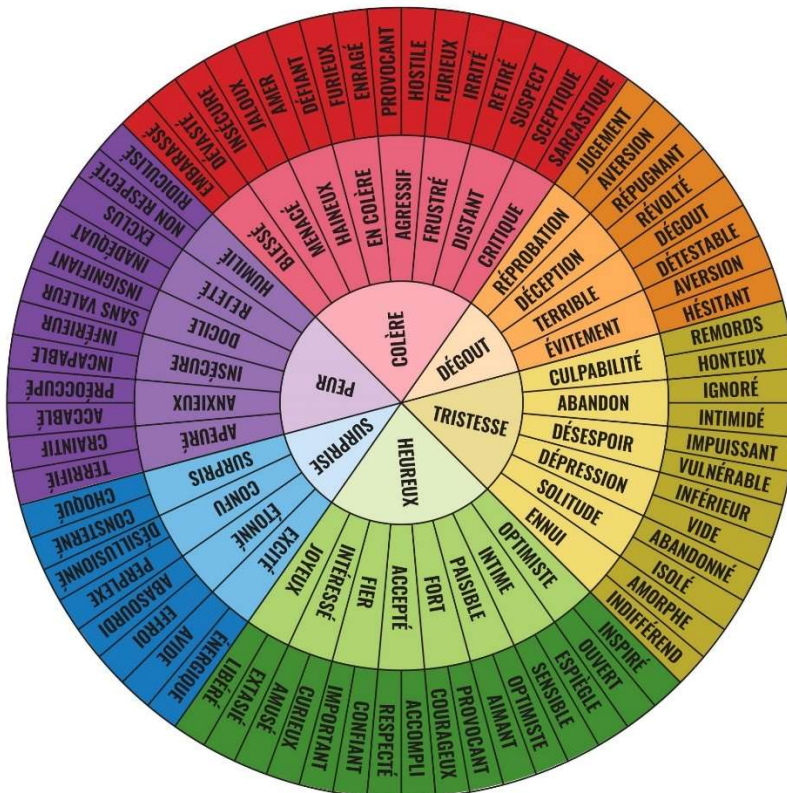 COLÈRE
DÉGOUT
TRISTESSE
HEUREUX
SURPRISE
PEUR
BLESSÉ
MENACÉ
HAINEUX
EN COLÈRE
AGRESSIF
FRUSTRÉ
DISTANT
CRITIQUE
RÉPROBATION
DÉCEPTION
TERRIBLE
ÉVITEMENT
CULPABILITÉ
ABANDON
DÉSESPOIR
DÉPRESSION
SOLITUDE
ENNUI
OPTIMISTE
INTIME
PAISIBLE
FORT
ACCEPTÉ
FIER
INTÉRESSÉ
JOYEUX
EXCITÉ
ÉTONNÉ
CONFU
SURPRIS
APEURÉ
ANXIEUX
INSÉCURE
DOCILE
REJETÉ
HUMILIÉ
EMBARASSÉ
DÉVASTÉ
INSÉCURE
JALOUX
AMER
DÉFIANT
FURIEUX
ENRAGÉ
PROVOCANT
HOSTILE
FURIEUX
IRRITÉ
RETIRÉ
SUSPECT
SCEPTIQUE
SARCASTIQUE
JUGEMENT
AVERSION
RÉPUGNANT
RÉVOLTÉ
DÉGOUT
DÉTESTABLE
AVERSION
HÉSITANT
REMORDS
HONTEUX
IGNORÉ
INTIMIDÉ
IMPUISSANT
VULNÉRABLE
INFÉRIEUR
VIDE
ABANDONNÉ
ISOLÉ
AMORPHE
INDIFFÉREND
INSPIRÉ
OUVERT
ESPIÈGLE
SENSIBLE
OPTIMISTE
AIMANT
PROVOCANT
COURAGEUX
ACCOMPLI
RESPECTÉ
CONFIANT
IMPORTANT
CURIEUX
AMUSÉ
EXTASIÉ
LIBÉRÉ
ÉNERGIQUE
AVIDE
EFFROI
ABASOURDI
PERPLEXE
DÉSILLUSIONNÉ
CONSTERNÉ
CHOQUÉ
TERRIFIÉ
CRAINTIF
ACCABLÉ
PRÉOCCUPÉ
INCAPABLE
INFÉRIEUR
SANS VALEUR
INSIGNIFIANT
INADÉQUAT
EXCLUS
NON RESPECTÉ
RIDICULISÉ